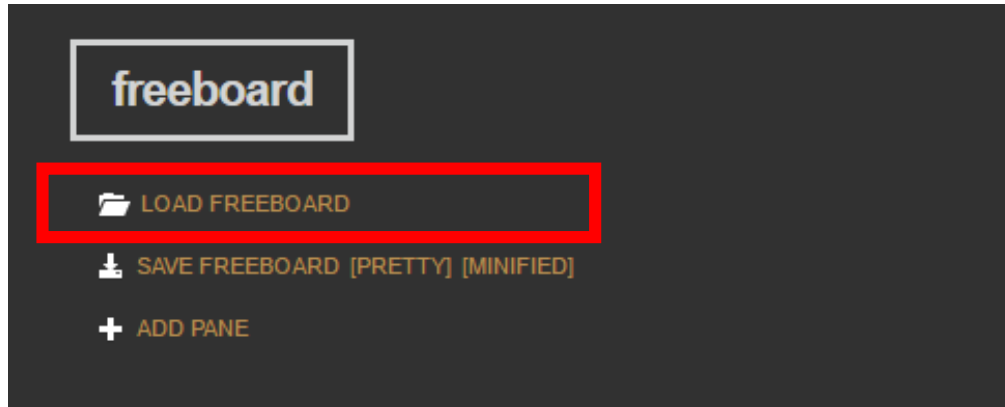 freeboard
LOAD FREEBOARD
SAVE FREEBOARD [PRETTY] [MINIFIED]
ADD PANE